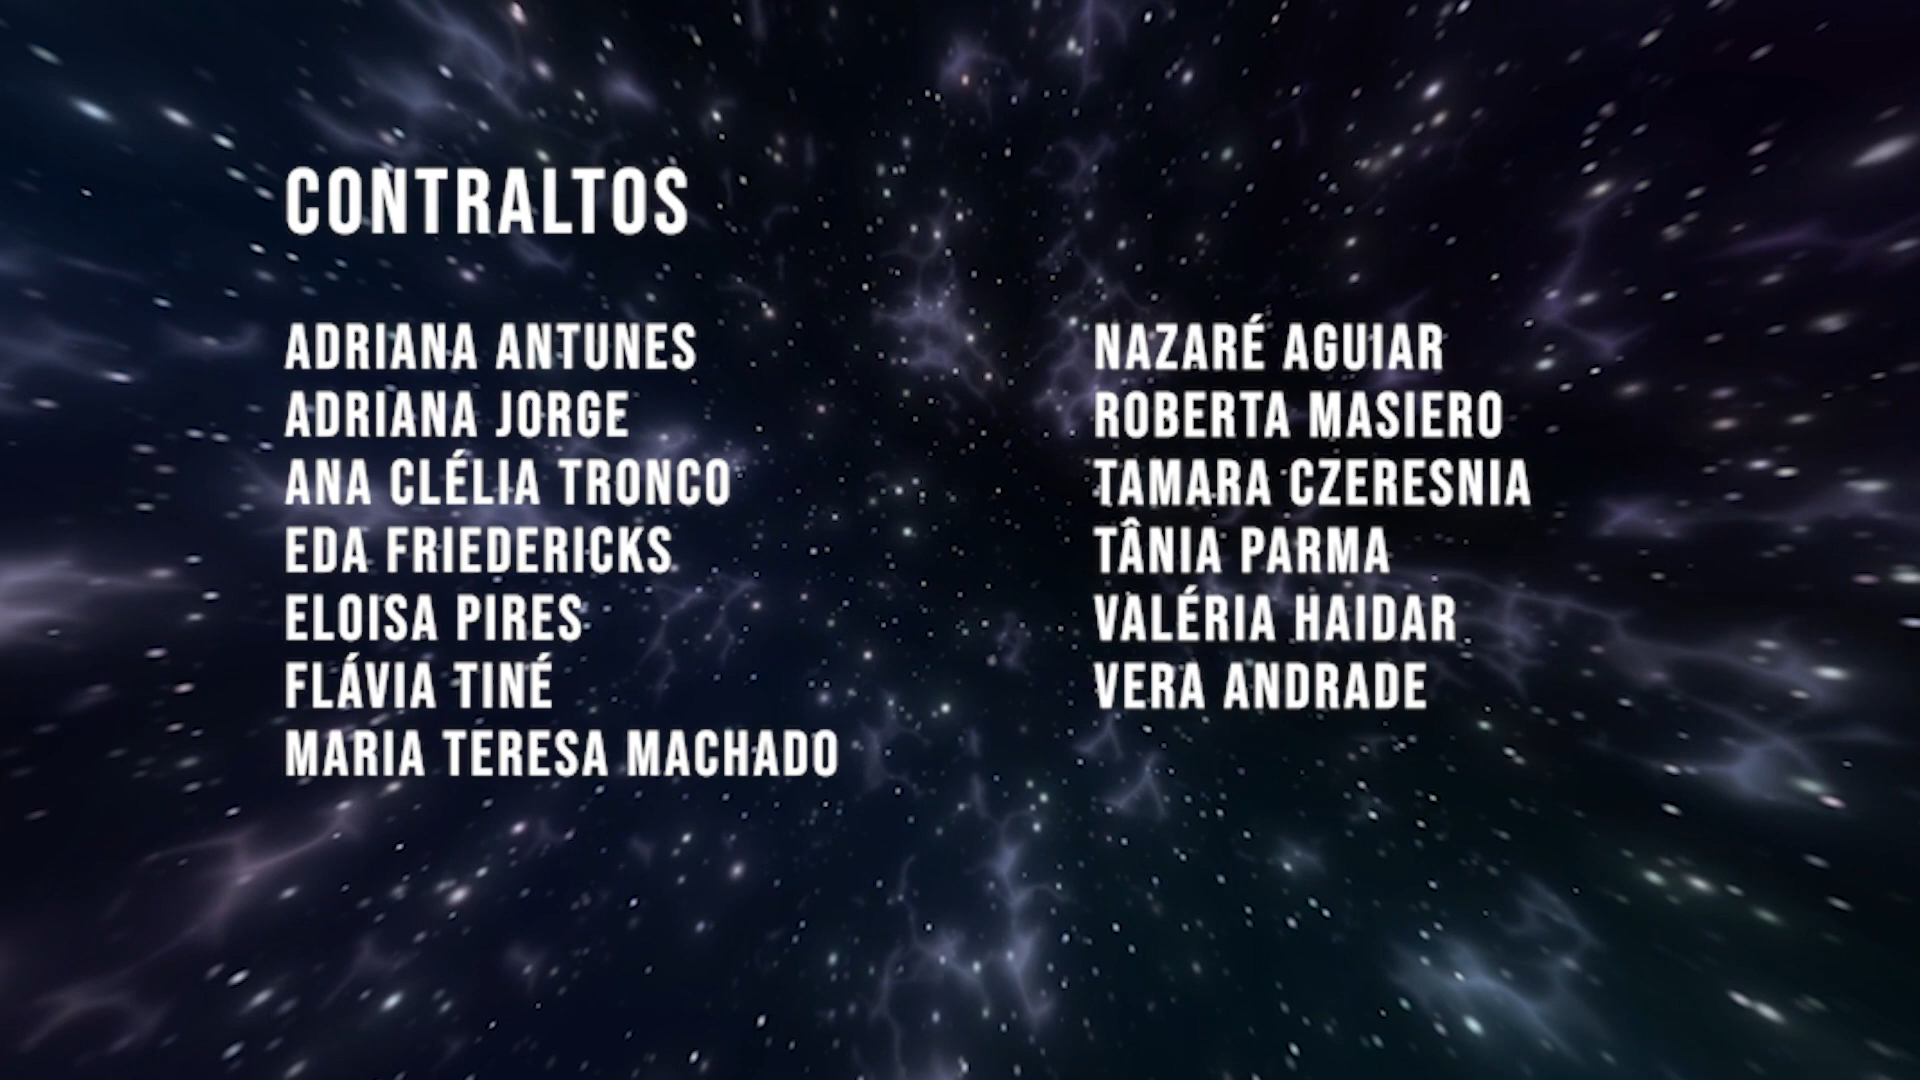 CONTRALTOS
ADRIANA ANTUNES
ADRIANA JORGE
ANA CLÉLIA TRONCO
EDA FRIEDERICKS
ELOISA PIRES
FLÁVIA TINÉ
MARIA TERESA MACHADO
NAZARÉ AGUIAR
ROBERTA MASIERO
TAMARA CZERESNIA
TÂNIA PARMA
VALÉRIA HAIDAR
VERA ANDRADE